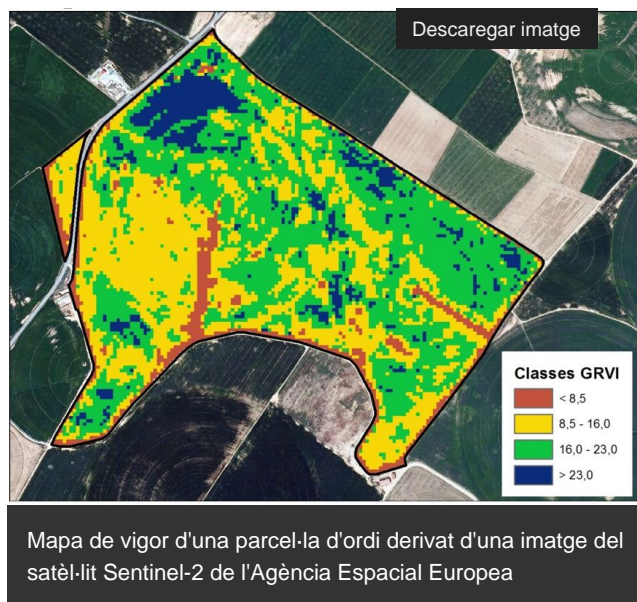 Descaregar imatge
Classes GRVI
< 8,5
8,5 - 16,0
16,0 - 23,0
> 23,0
Mapa de vigor d'una parcel·la d'ordi derivat d'una imatge del
satèl·lit Sentinel-2 de l'Agència Espacial Europea